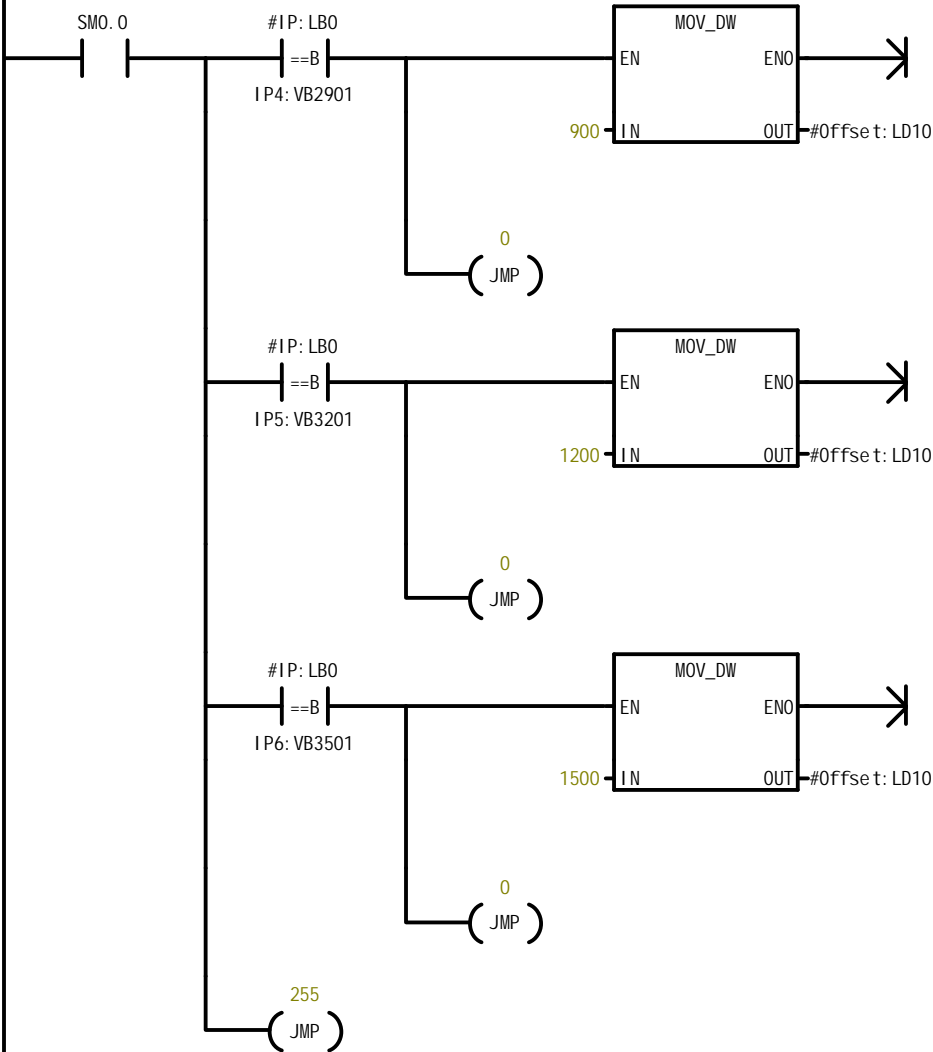 SM0.0 #IP:LB0 MOV_DW
==B EN ENO
IP4:VB2901
900 IN OUT #Offset:LD10
0
JMP
#IP:LB0 MOV_DW
==B EN ENO
IP5:VB3201
1200 IN OUT #Offset:LD10
0
JMP
#IP:LB0 MOV_DW
==B EN ENO
IP6:VB3501
1500 IN OUT #Offset:LD10
0
JMP
255
JMP